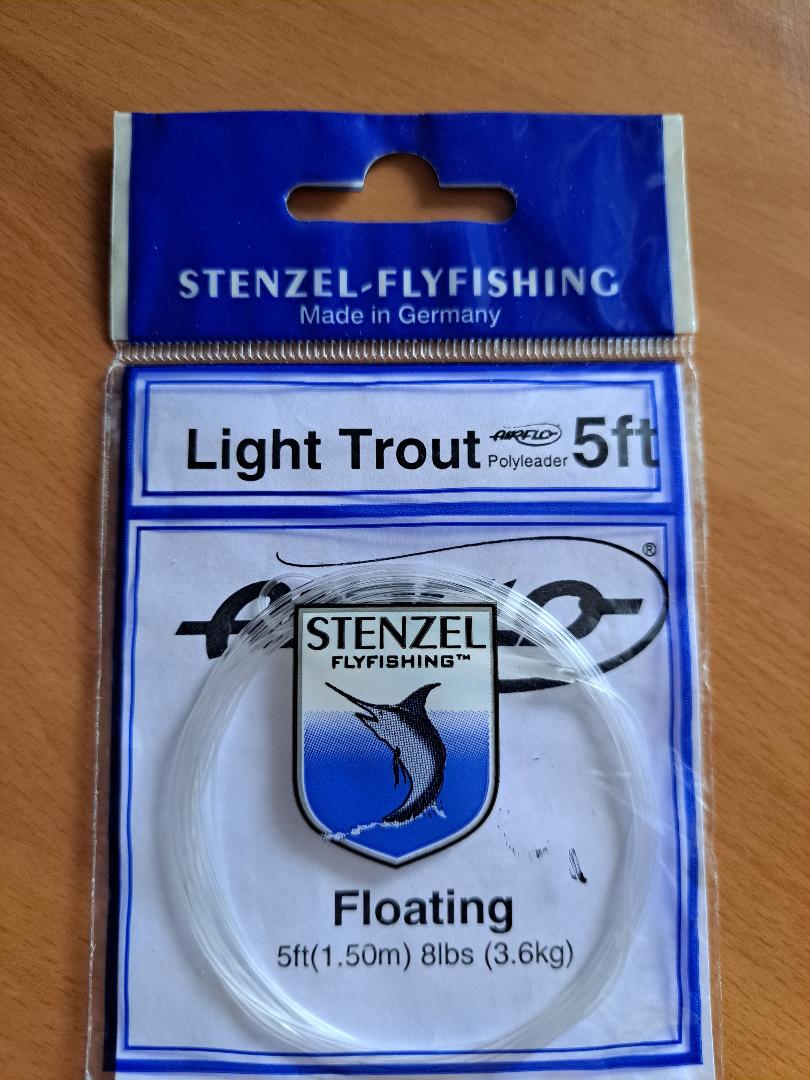 STENZEL-FLYFISHING
Made in Germany
Light Trout AIRFLO Polyleader 5ft
®
STENZEL
FLYFISHING™
Floating
5ft(1.50m) 8lbs (3.6kg)